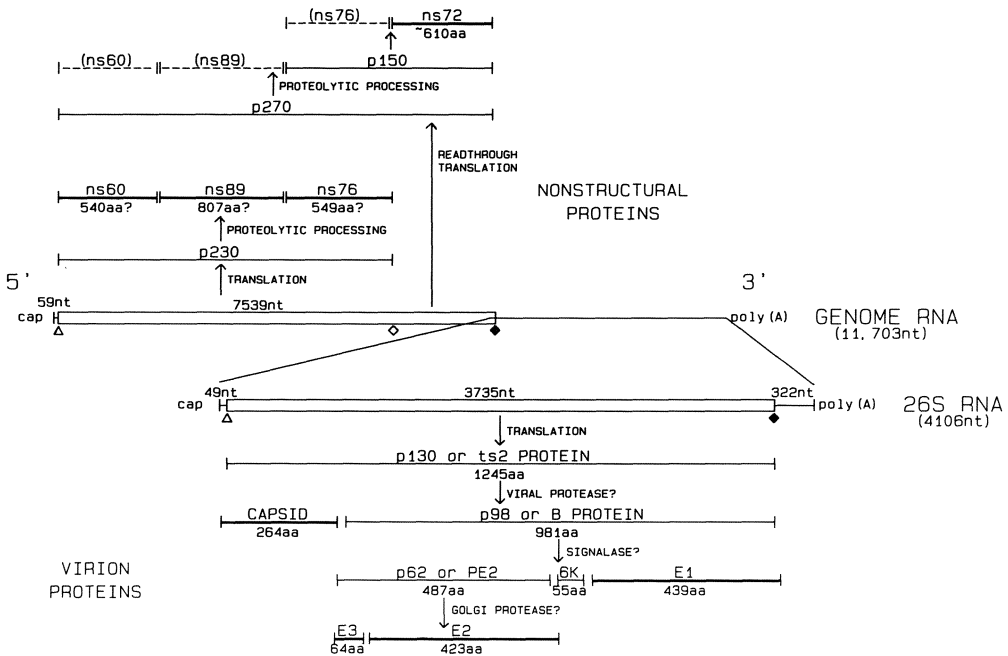 (ns76) ns72
~610aa
(ns60) (ns89) p150
PROTEOLYTIC PROCESSING
p270
READTHROUGH
TRANSLATION
ns60 ns89 ns76
540aa? 807aa? 549aa?
PROTEOLYTIC PROCESSING
p230
TRANSLATION
NONSTRUCTURAL
PROTEINS
5' 3'
59nt 7539nt
cap poly(A) GENOME RNA
(11,703nt)
49nt 3735nt 322nt
cap poly(A) 26S RNA
(4106nt)
TRANSLATION
p130 or ts2 PROTEIN
1245aa
VIRAL PROTEASE?
CAPSID p98 or B PROTEIN
264aa 981aa
SIGNALASE?
p62 or PE2 6K E1
487aa 55aa 439aa
GOLGI PROTEASE?
E3 E2
64aa 423aa
VIRION
PROTEINS